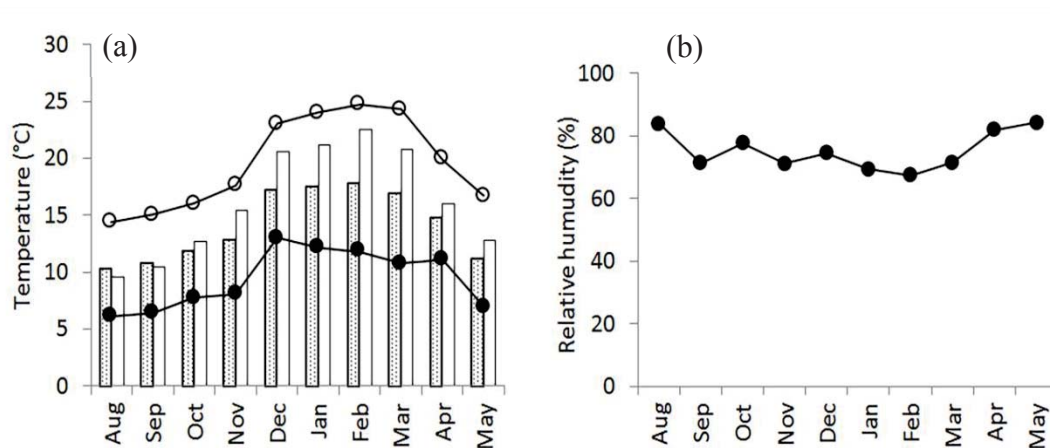 (a)
Temperature (°C)
30
25
20
15
10
5
0
Aug
Sep
Oct
Nov
Dec
Jan
Feb
Mar
Apr
May
(b)
Relative humudity (%)
100
80
60
40
20
0
Aug
Sep
Oct
Nov
Dec
Jan
Feb
Mar
Apr
May